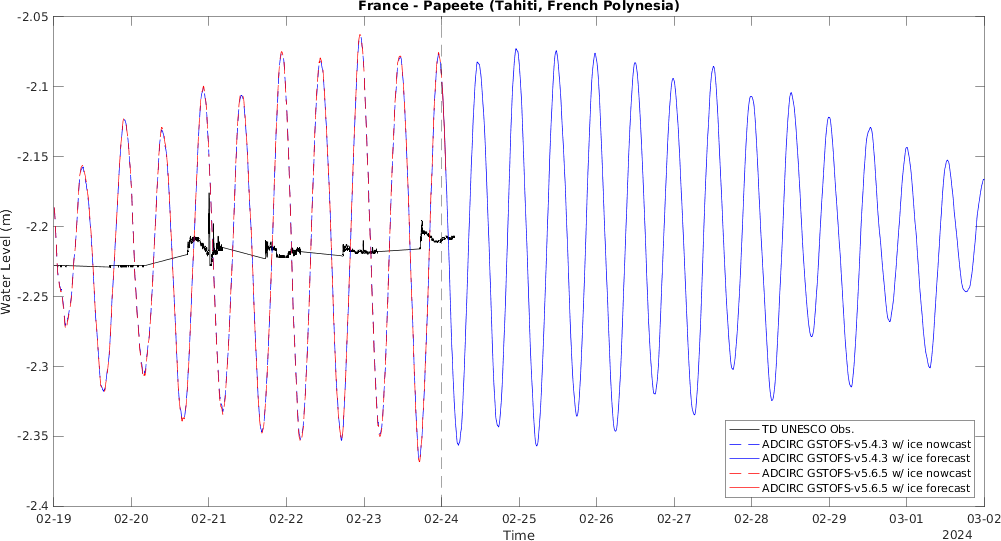 France - Papeete (Tahiti, French Polynesia)
-2.05
-2.1
-2.15
-2.2
-2.25
-2.3
-2.35
-2.4
Water Level (m)
TD UNESCO Obs.
ADCIRC GSTOFS-v5.4.3 w/ ice nowcast
ADCIRC GSTOFS-v5.4.3 w/ ice forecast
ADCIRC GSTOFS-v5.6.5 w/ ice nowcast
ADCIRC GSTOFS-v5.6.5 w/ ice forecast
02-19 02-20 02-21 02-22 02-23 02-24 02-25 02-26 02-27 02-28 02-29 03-01 03-02
Time
2024